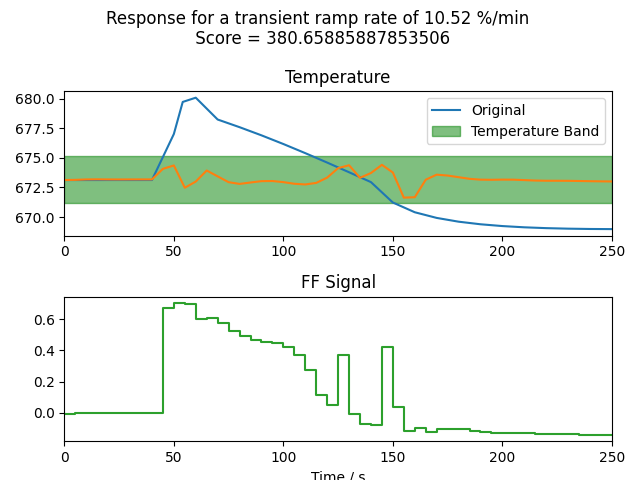 Response for a transient ramp rate of 10.52 %/min
Score = 380.65885887853506
Temperature
680.0
677.5
675.0
672.5
670.0
Original
Temperature Band
0 50 100 150 200 250
FF Signal
0.6
0.4
0.2
0.0
0 50 100 150 200 250
Time / s